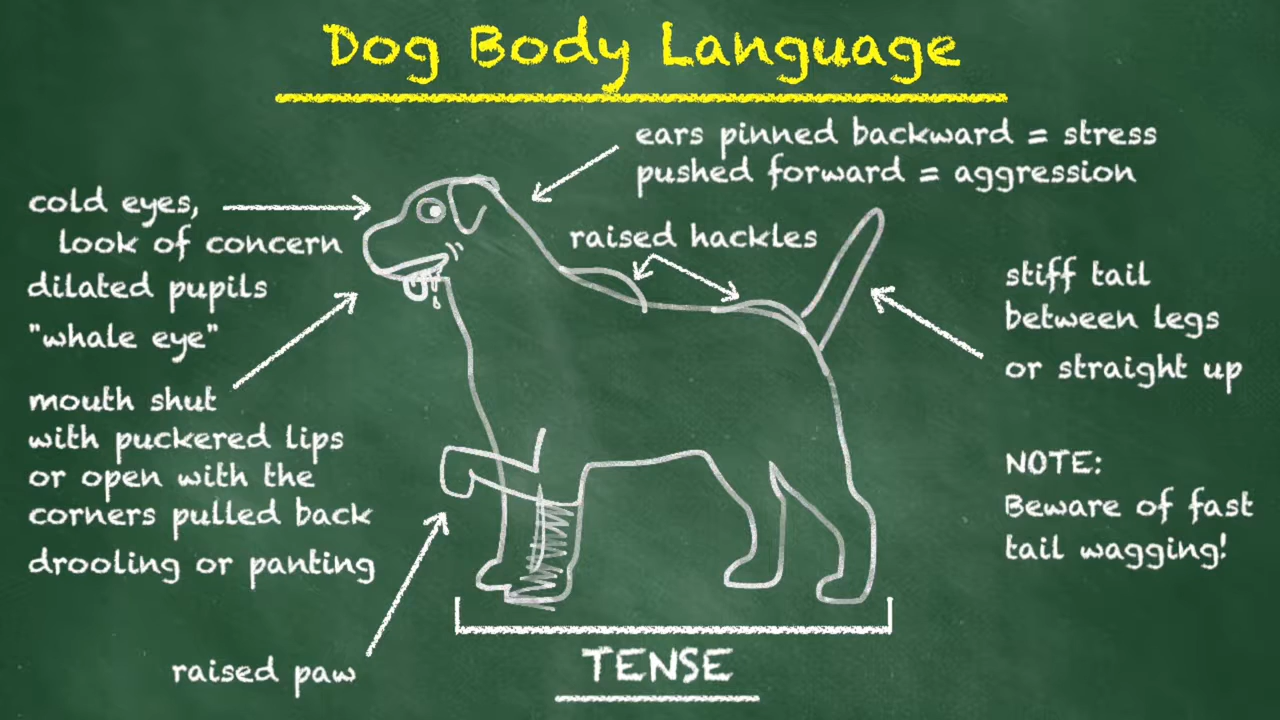 Dog Body Language
ears pinned backward = stress
pushed forward = aggression
cold eyes,
look of concern
dilated pupils
"whale eye"
mouth shut
with puckered lips
or open with the
corners pulled back
drooling or panting
raised paw
raised hackles
stiff tail
between legs
or straight up
NOTE:
Beware of fast
tail wagging!
TENSE